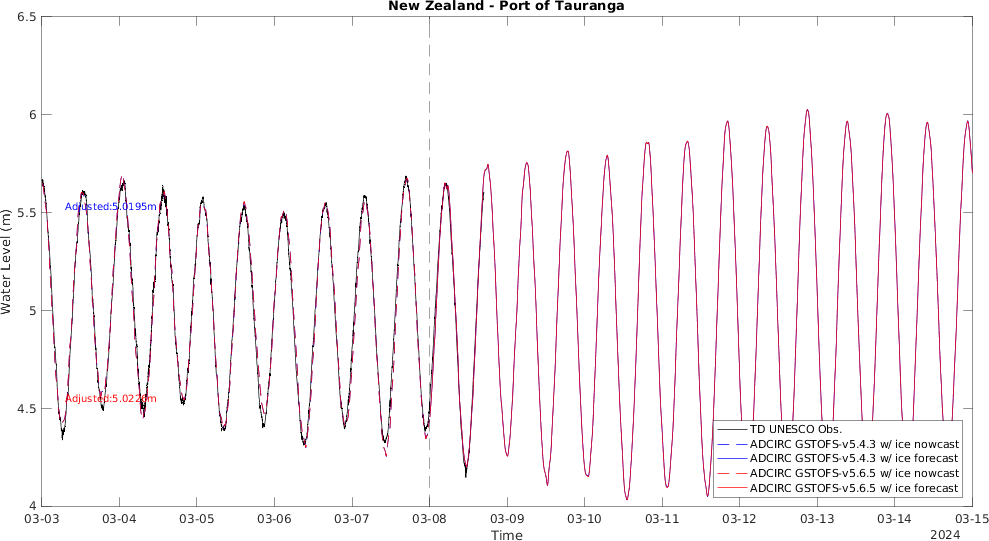 New Zealand - Port of Tauranga
6.5
6
5.5
5
4.5
4
Water Level (m)
Adjusted:5.0195m
Adjusted:5.0226m
TD UNESCO Obs.
ADCIRC GSTOFS-v5.4.3 w/ ice nowcast
ADCIRC GSTOFS-v5.4.3 w/ ice forecast
ADCIRC GSTOFS-v5.6.5 w/ ice nowcast
ADCIRC GSTOFS-v5.6.5 w/ ice forecast
03-03 03-04 03-05 03-06 03-07 03-08 03-09 03-10 03-11 03-12 03-13 03-14 03-15
Time
2024